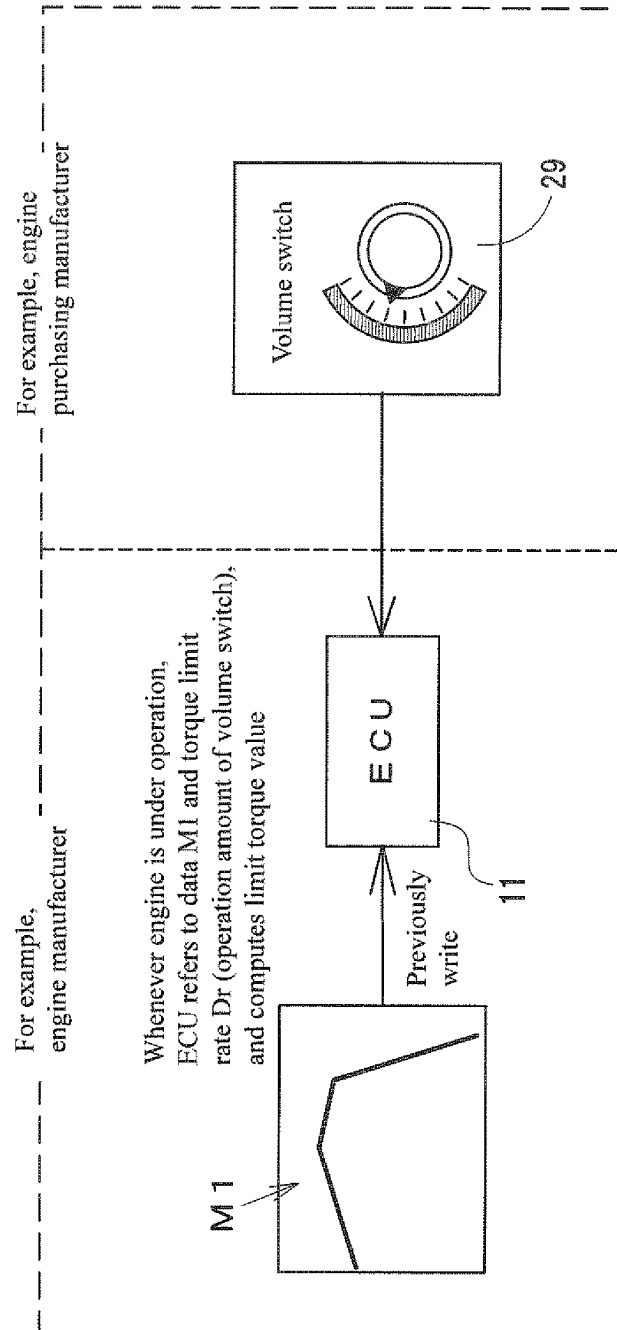 For example,
engine manufacturer
For example, engine
purchasing manufacturer
Whenever engine is under operation,
ECU refers to data M1 and torque limit
rate Dr (operation amount of volume switch),
and computes limit torque value
M1
Previously
write
ECU
11
Volume switch
29